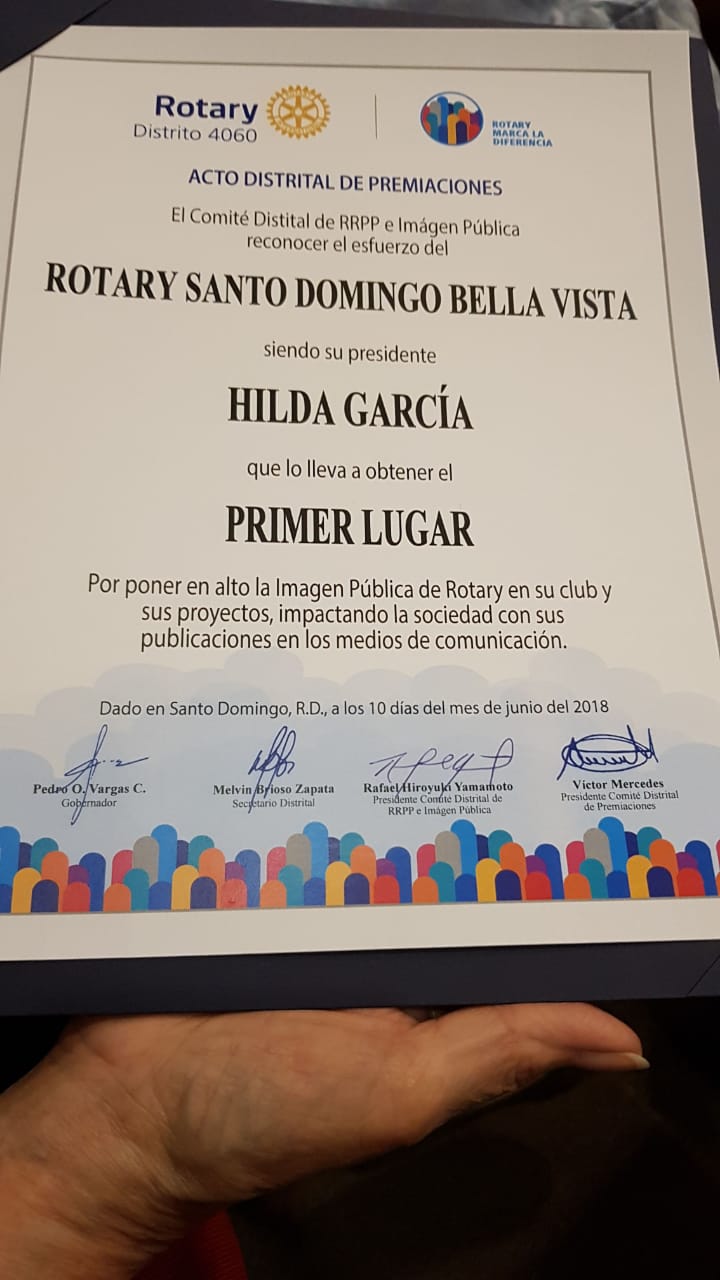 Rotary
Distrito 4060
ROTARY
MARCA LA
DIFERENCIA
ACTO DISTRITAL DE PREMIACIONES
El Comité Distital de RRPP e Imágen Pública
reconocer el esfuerzo del
ROTARY SANTO DOMINGO BELLA VISTA
siendo su presidente
HILDA GARCÍA
que lo lleva a obtener el
PRIMER LUGAR
Por poner en alto la Imagen Pública de Rotary en su club y
sus proyectos, impactando la sociedad con sus
publicaciones en los medios de comunicación.
Dado en Santo Domingo, R.D., a los 10 días del mes de junio del 2018
Pedro O. Vargas C.
Gobernador
Melvin Brioso Zapata
Secretario Distrital
Rafael Hiroyuki Yamamoto
Presidente Comité Distrital de
RRPP e Imágen Pública
Víctor Mercedes
Presidente Comité Distrital
de Premiaciones